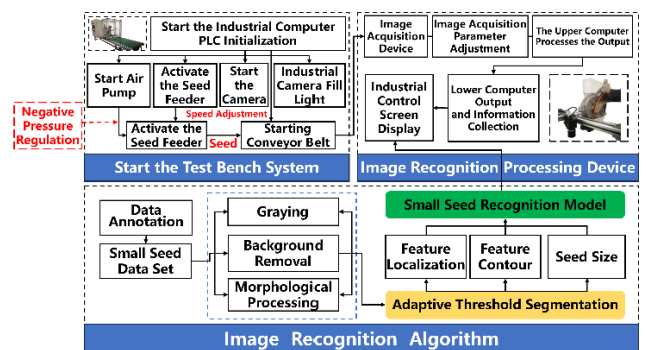 Start the Industrial Computer
PLC Initialization
Start Air
Pump
Activate
the Seed
Feeder
Start
the
Camera
Industrial
Camera Fill
Light
Speed Adjustment
Negative
Pressure
Regulation
Activate the
Seed Feeder
Seed
Starting
Conveyor Belt
Start the Test Bench System
Image
Acquisition
Device
Image Acquisition
Parameter
Adjustment
The Upper Computer
Processes the Output
Industrial
Control
Screen
Display
Lower Computer
Output
and Information
Collection
Image Recognition Processing Device
Data
Annotation
Small Seed
Data Set
Graying
Background
Removal
Morphological
Processing
Small Seed Recognition Model
Feature
Localization
Feature
Contour
Seed Size
Adaptive Threshold Segmentation
Image Recognition Algorithm